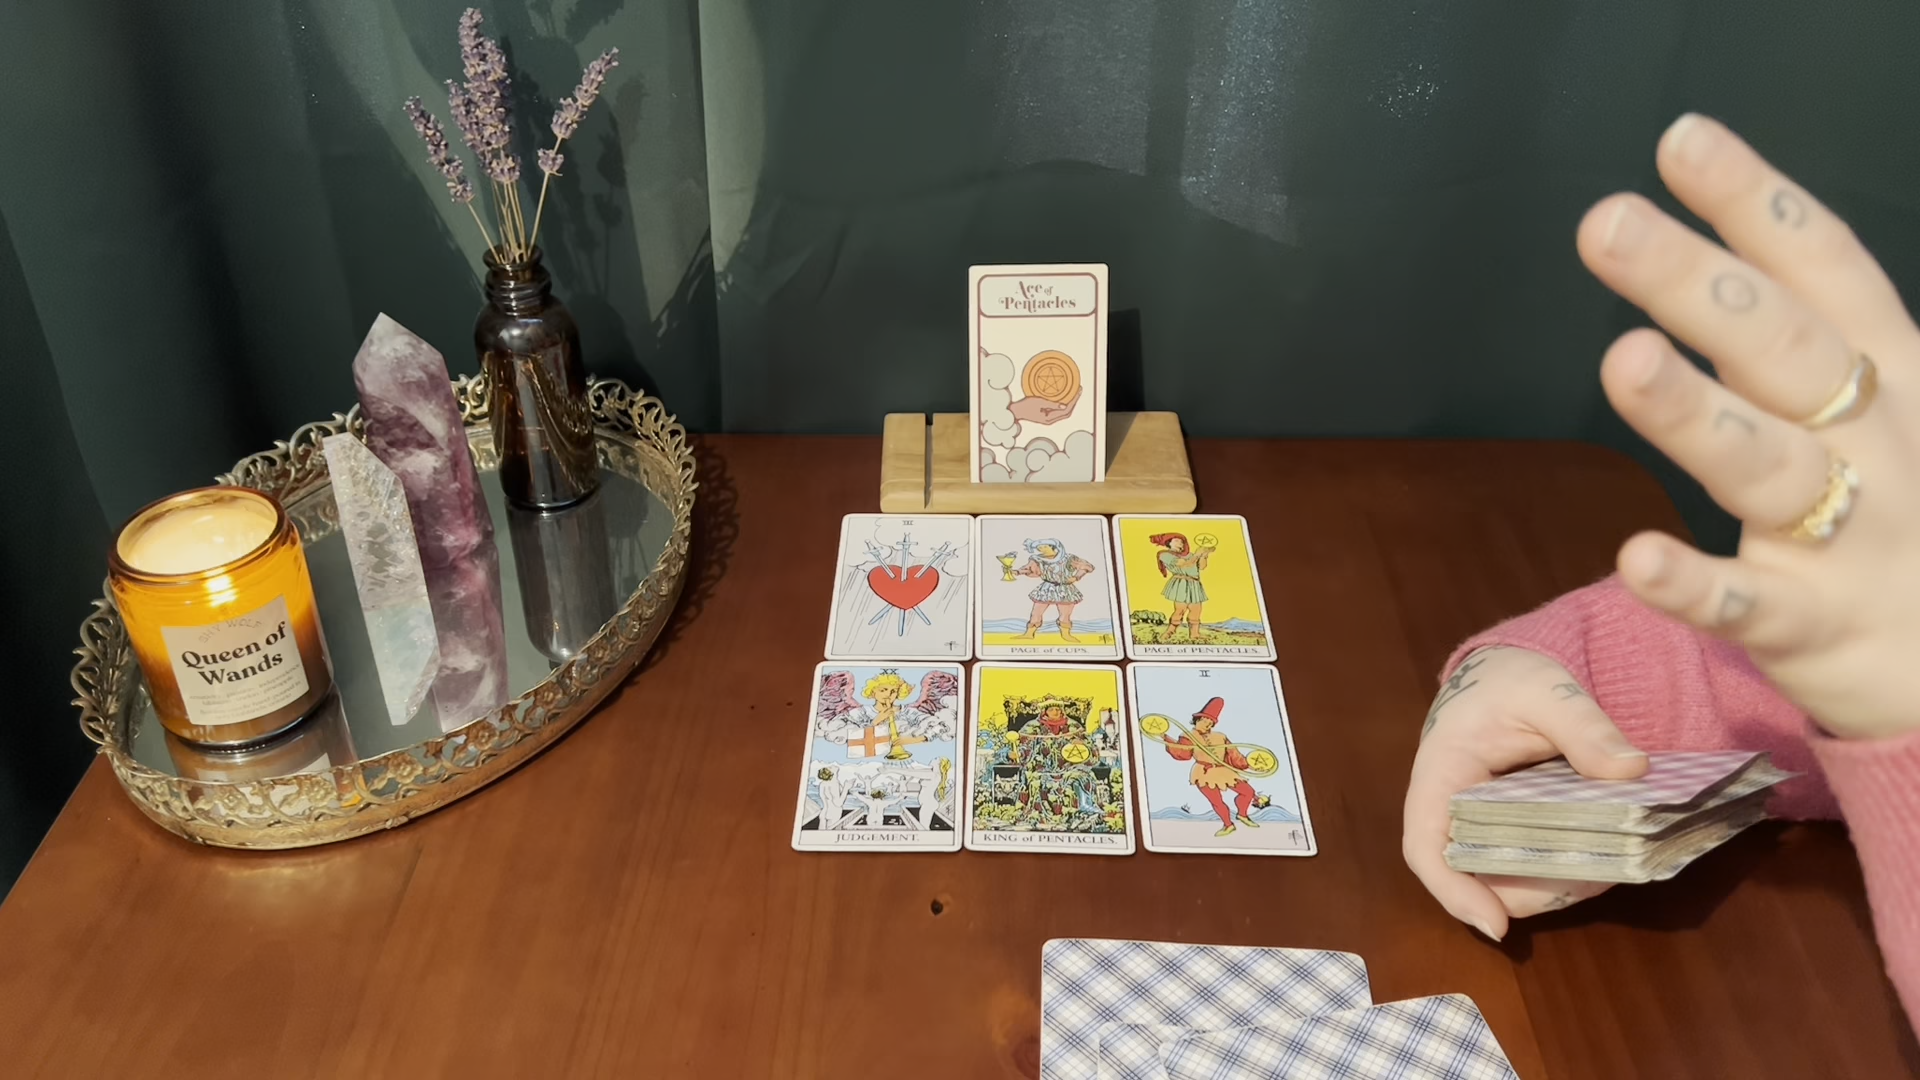 Ace of
Pentacles
III
PAGE of CUPS.
PAGE of PENTACLES.
XX
JUDGEMENT.
KING of PENTACLES.
II
Queen of
Wands